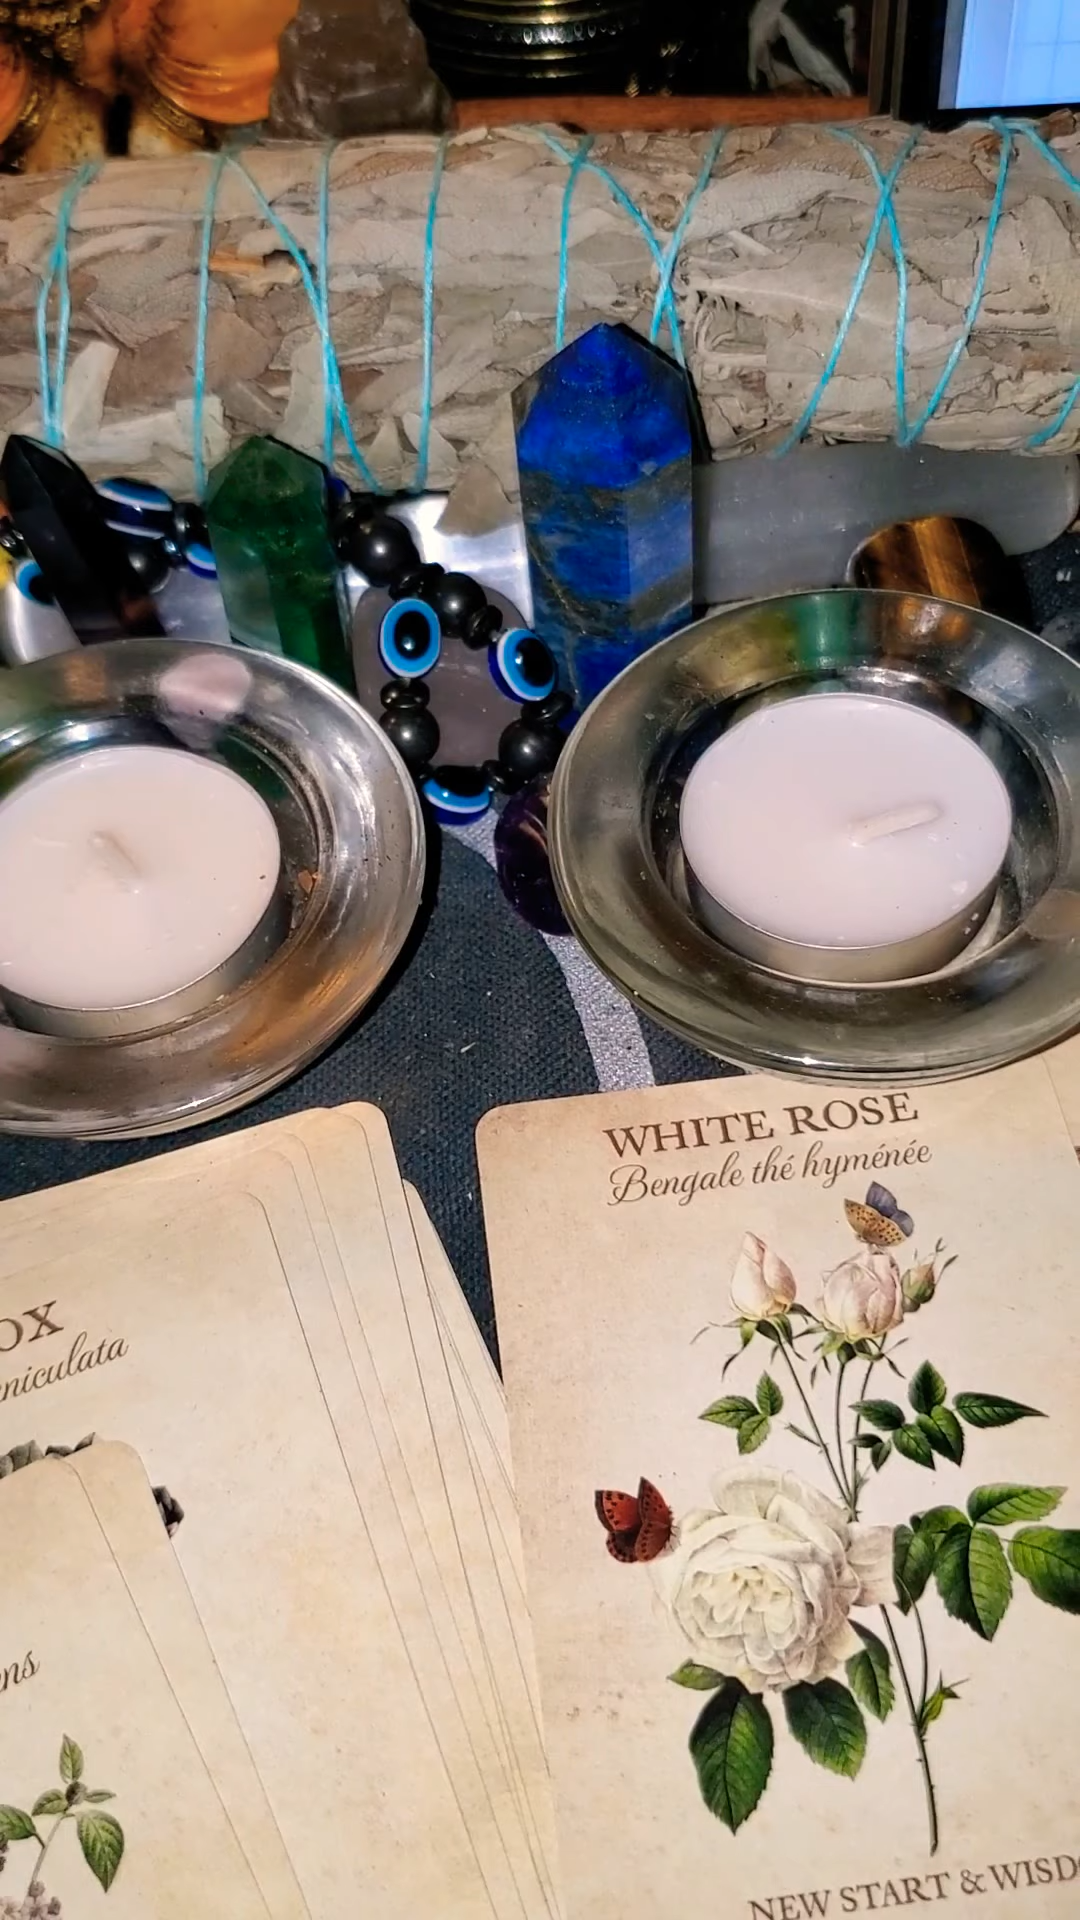 WHITE ROSE
Bengale thé hyménée
OX
niculata
ns
NEW START & WISD